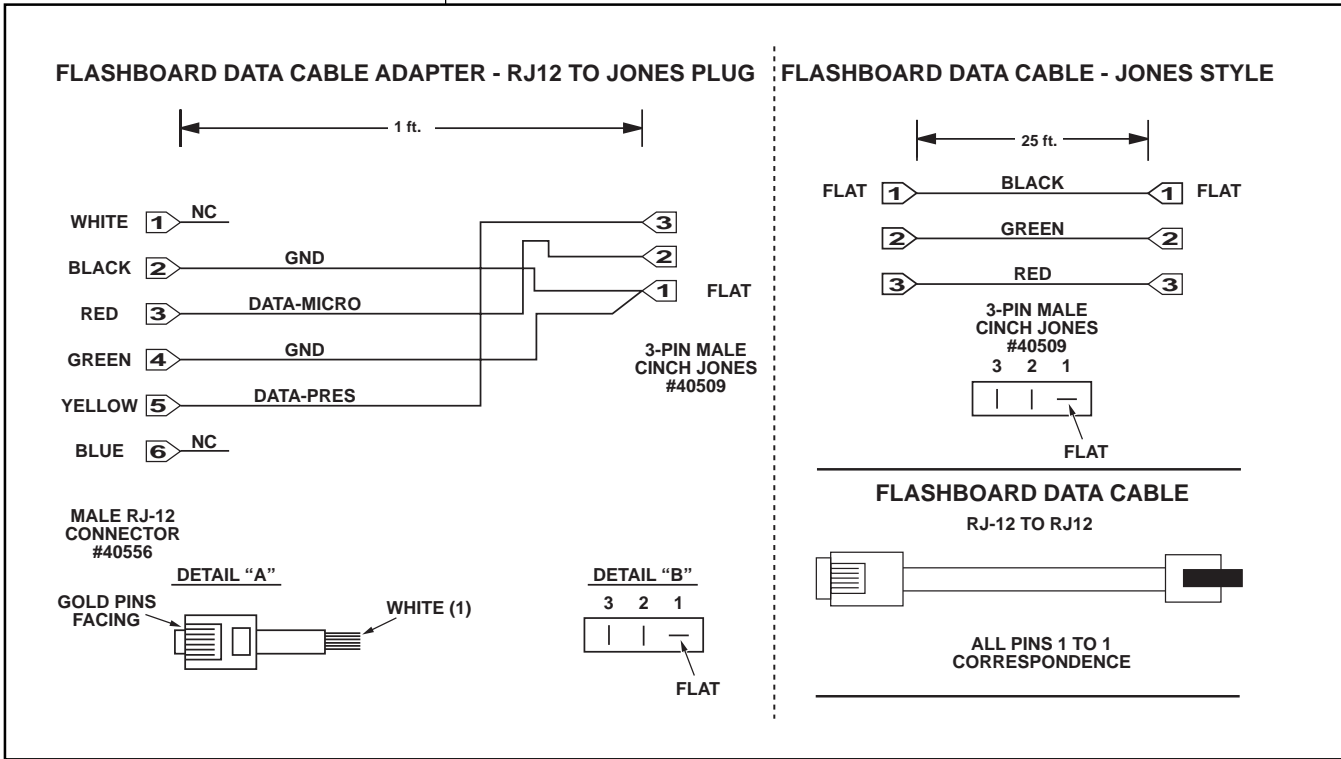 FLASHBOARD DATA CABLE ADAPTER - RJ12 TO JONES PLUG
1 ft.
WHITE 1 NC
BLACK 2 GND
RED 3 DATA-MICRO
GREEN 4 GND
YELLOW 5 DATA-PRES
BLUE 6 NC
3
2
1 FLAT
3-PIN MALE
CINCH JONES
#40509
MALE RJ-12
CONNECTOR
#40556
DETAIL “A”
GOLD PINS
FACING
WHITE (1)
DETAIL “B”
3 2 1
FLAT
FLASHBOARD DATA CABLE - JONES STYLE
25 ft.
FLAT 1 BLACK 1 FLAT
2 GREEN 2
3 RED 3
3-PIN MALE
CINCH JONES
#40509
3 2 1
FLAT
FLASHBOARD DATA CABLE
RJ-12 TO RJ12
ALL PINS 1 TO 1
CORRESPONDENCE